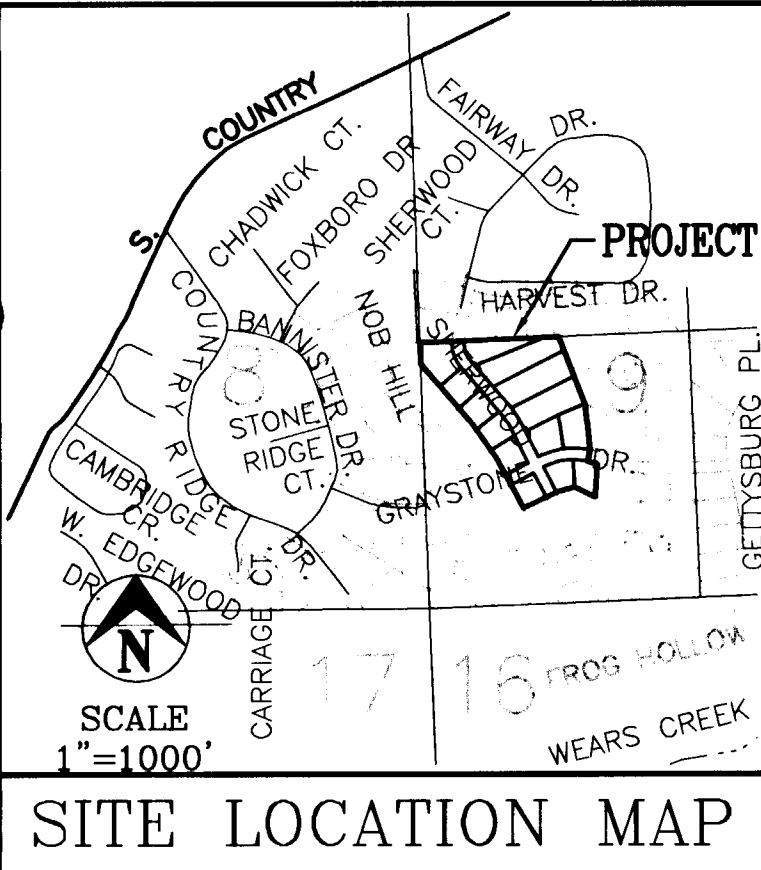 S. COUNTRY
CHADWICK CT.
FOXBORO DR
SHERWOOD CT.
FAIRWAY DR.
DR.
PROJECT
HARVEST DR.
COUNTRY RIDGE DR.
BANNISTER DR.
NOB HILL
SHERWOOD
8
9
STONE
RIDGE
CT.
GRAYSTONE DR.
GETTYSBURG PL.
CAMBRIDGE
CR.
W. EDGEWOOD
DR.
CARRIAGE CT.
N
17
16
FROG HOLLOW
WEARS CREEK
SCALE
1"=1000'
SITE LOCATION MAP